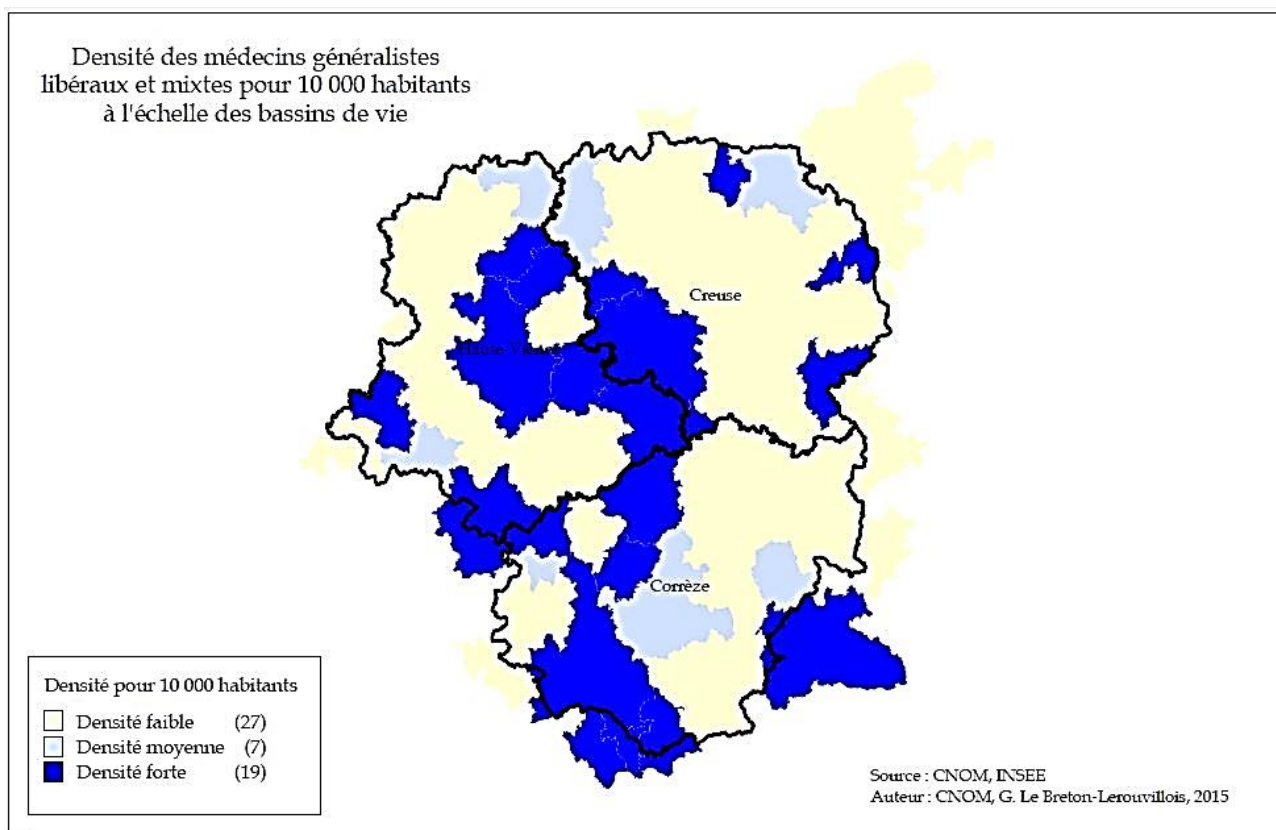 Densité des médecins généralistes
libéraux et mixtes pour 10 000 habitants
à l'échelle des bassins de vie
Creuse
Haute-Vienne
Corrèze
Densité pour 10 000 habitants
Densité faible (27)
Densité moyenne (7)
Densité forte (19)
Source : CNOM, INSEE
Auteur : CNOM, G. Le Breton-Lerouvillois, 2015